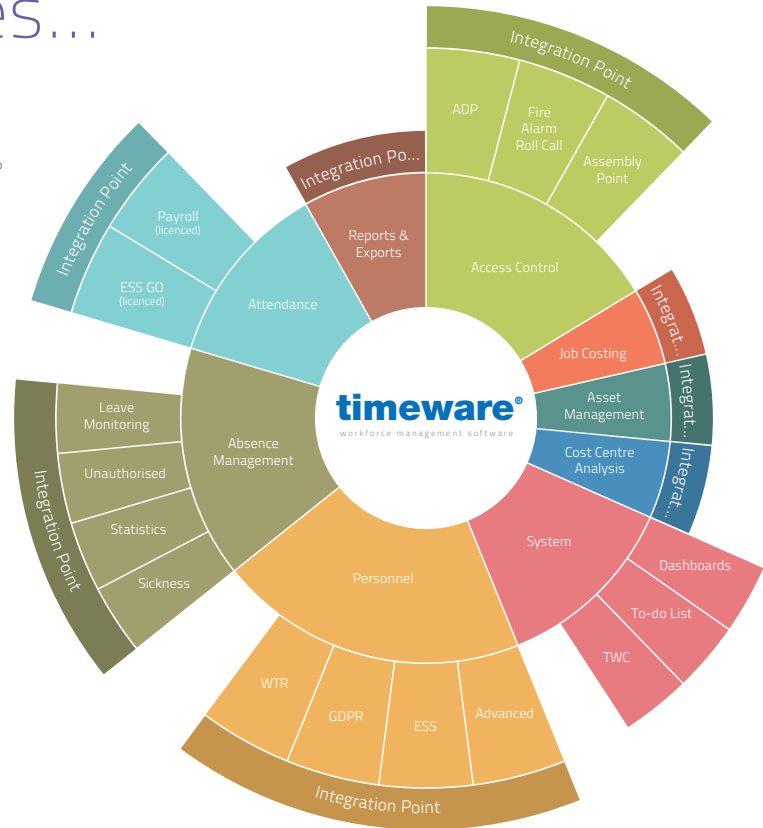 es...
Integration Point
ADP
Fire
Alarm
Roll Call
Assembly
Point
Access Control
Integration Po...
Reports &
Exports
Integration Point
Payroll
(licenced)
ESS GO
(licenced)
Attendance
Integrat...
Job Costing
Integrat...
Asset
Management
Integrat...
Cost Centre
Analysis
timeware®
workforce management software
Absence
Management
Leave
Monitoring
Unauthorised
Statistics
Sickness
Integration Point
System
Dashboards
To-do List
TWC
Personnel
WTR
GDPR
ESS
Advanced
Integration Point